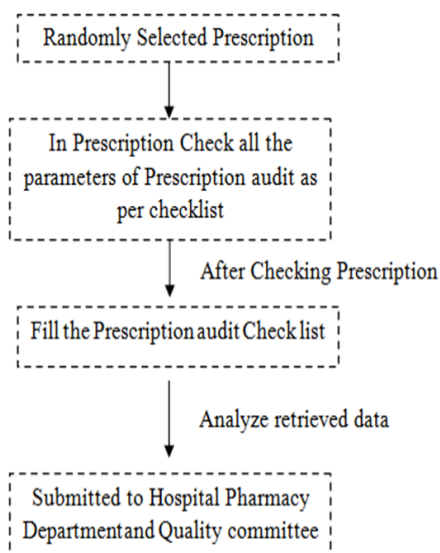 Randomly Selected Prescription
In Prescription Check all the
parameters of Prescription audit as
per checklist
After Checking Prescription
Fill the Prescription audit Check list
Analyze retrieved data
Submitted to Hospital Pharmacy
Department and Quality committee